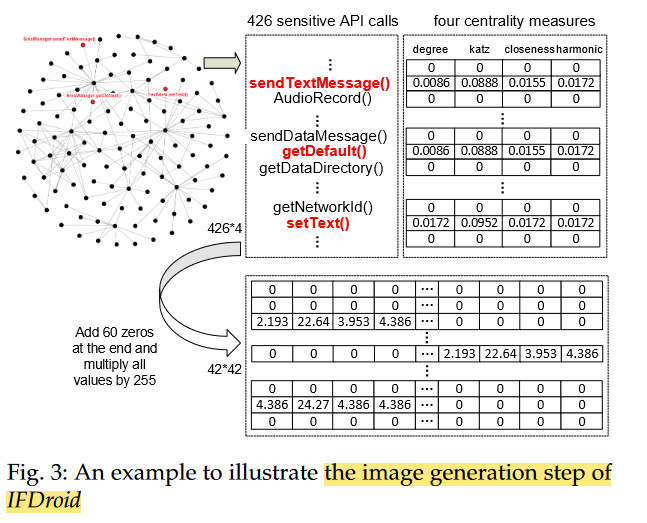 426 sensitive API calls
four centrality measures
SmsManager.sendTextMessage()
SmsManager.getDefault()
TextView.setText()
⋮
sendTextMessage()
AudioRecord()
⋮
sendDataMessage()
getDefault()
getDataDirectory()
⋮
getNetworkId()
setText()
⋮
degree katz closeness harmonic
0 0 0 0
0.0086 0.0888 0.0155 0.0172
0 0 0 0
⋮
0 0 0 0
0.0086 0.0888 0.0155 0.0172
0 0 0 0
⋮
0 0 0 0
0.0172 0.0952 0.0172 0.0172
0 0 0 0
426*4
Add 60 zeros
at the end and
multiply all
values by 255
42*42
0 0 0 0 ··· 0 0 0 0
0 0 0 0 ··· 0 0 0 0
2.193 22.64 3.953 4.386 ··· 0 0 0 0
⋮
0 0 0 0 ··· 2.193 22.64 3.953 4.386
⋮
0 0 0 0 ··· 0 0 0 0
4.386 24.27 4.386 4.386 ··· 0 0 0 0
0 0 0 0 ··· 0 0 0 0
Fig. 3: An example to illustrate the image generation step of
IFDroid